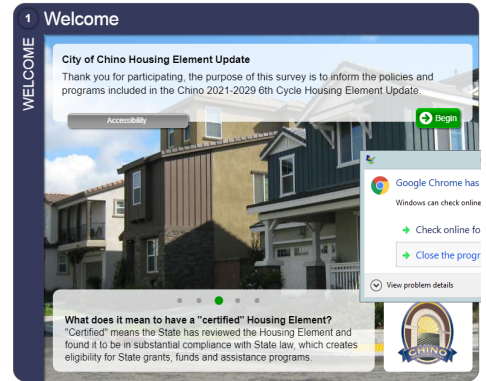 1 Welcome
WELCOME
City of Chino Housing Element Update
Thank you for participating, the purpose of this survey is to inform the policies and
programs included in the Chino 2021-2029 6th Cycle Housing Element Update.
Accessibility
Begin
Google Chrome has
Windows can check online
Check online fo
Close the progr
View problem details
What does it mean to have a "certified" Housing Element?
"Certified" means the State has reviewed the Housing Element and
found it to be in substantial compliance with State law, which creates
eligibility for State grants, funds and assistance programs.
CHINO